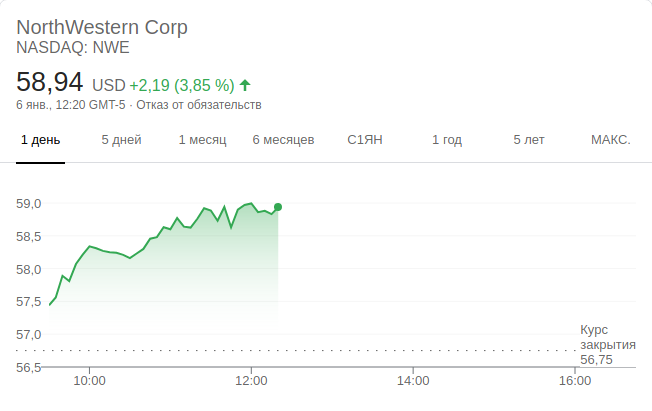 NorthWestern Corp
NASDAQ: NWE
58,94 USD +2,19 (3,85 %)
6 янв., 12:20 GMT-5 · Отказ от обязательств
1 день 5 дней 1 месяц 6 месяцев С1ЯН 1 год 5 лет МАКС.
59,0
58,5
58,0
57,5
57,0
56,5
Курс
закрытия
56,75
10:00 12:00 14:00 16:00